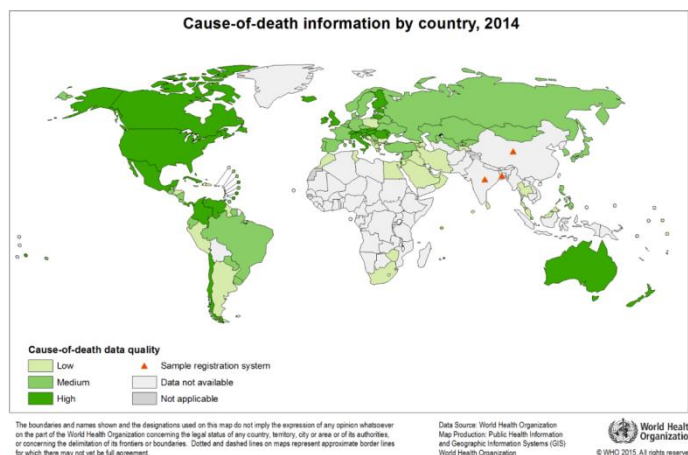 Cause-of-death information by country, 2014
Cause-of-death data quality
Low
Medium
High
Sample registration system
Data not available
Not applicable
The boundaries and names shown and the designations used on this map do not imply the expression of any opinion whatsoever
on the part of the World Health Organization concerning the legal status of any country, territory, city or area or of its authorities,
or concerning the delimitation of its frontiers or boundaries. Dotted and dashed lines on maps represent approximate border lines
for which there may not yet be full agreement.
Data Source: World Health Organization
Map Production: Public Health Information
and Geographic Information Systems (GIS)
World Health Organization
World Health
Organization
© WHO 2015. All rights reserve